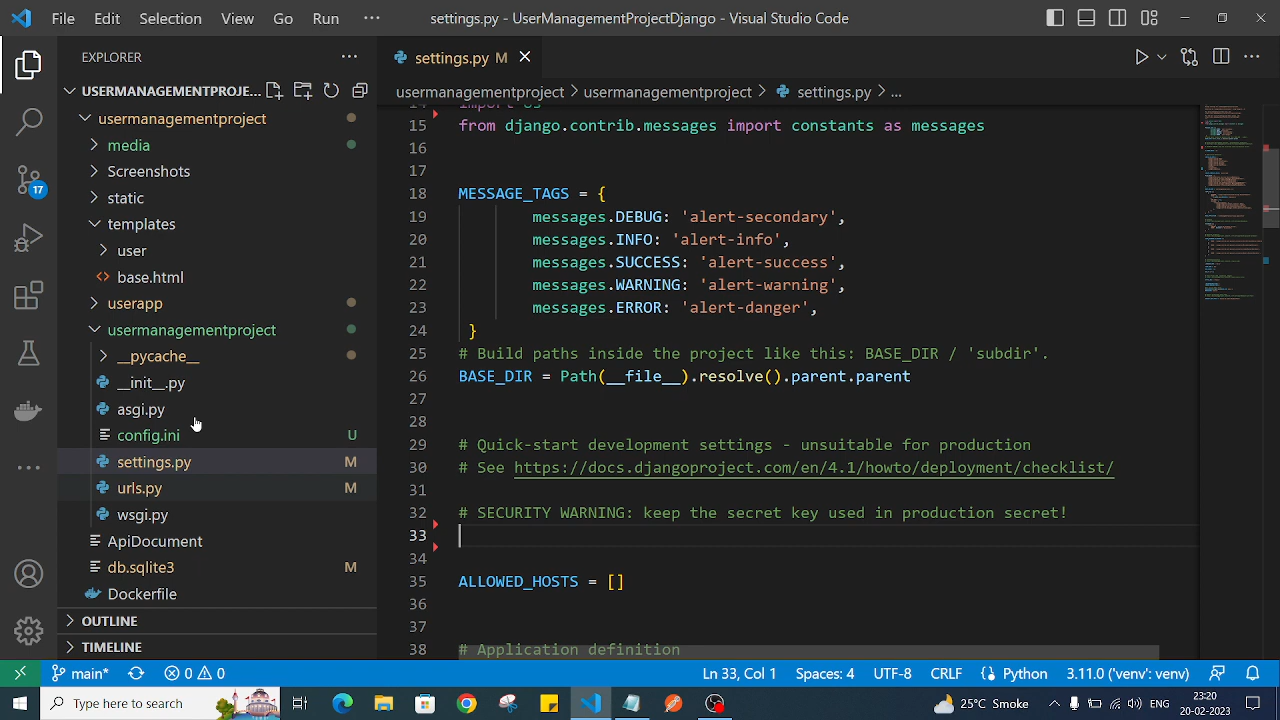 File Edit Selection View Go Run ··· settings.py - UserManagementProjectDjango - Visual Studio Code
EXPLORER
settings.py M
USERMANAGEMENTPROJE...
usermanagementproject > usermanagementproject > settings.py > ...
usermanagementproject
media
Screenshots
static
templates
user
base.html
userapp
usermanagementproject
__pycache__
__init__.py
asgi.py
config.ini U
settings.py M
urls.py M
wsgi.py
ApiDocument
db.sqlite3 M
Dockerfile
OUTLINE
TIMELINE
17
14 import os
15 from django.contrib.messages import constants as messages
16
17
18 MESSAGE_TAGS = {
19 messages.DEBUG: 'alert-secondary',
20 messages.INFO: 'alert-info',
21 messages.SUCCESS: 'alert-success',
22 messages.WARNING: 'alert-warning',
23 messages.ERROR: 'alert-danger',
24 }
25 # Build paths inside the project like this: BASE_DIR / 'subdir'.
26 BASE_DIR = Path(__file__).resolve().parent.parent
27
28
29 # Quick-start development settings - unsuitable for production
30 # See https://docs.djangoproject.com/en/4.1/howto/deployment/checklist/
31
32 # SECURITY WARNING: keep the secret key used in production secret!
33
34
35 ALLOWED_HOSTS = []
36
37
38 # Application definition
main* 0 0 Ln 33, Col 1 Spaces: 4 UTF-8 CRLF Python 3.11.0 ('venv': venv)
Type here to search 25°C Smoke ENG 23:20
20-02-2023